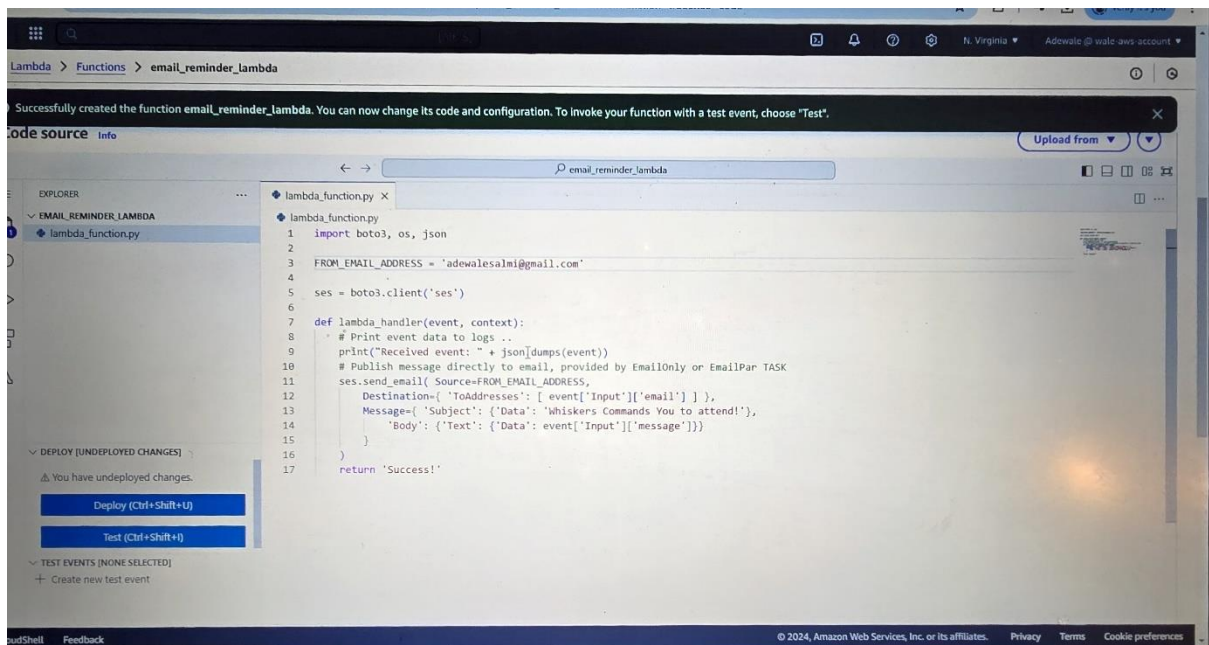 N. Virginia ▼
Adewale @ wale-aws-account ▼
Lambda > Functions > email_reminder_lambda
Successfully created the function email_reminder_lambda. You can now change its code and configuration. To invoke your function with a test event, choose "Test".
Code source Info
Upload from ▼
email_reminder_lambda
EXPLORER
lambda_function.py
EMAIL_REMINDER_LAMBDA
lambda_function.py
lambda_function.py
1 import boto3, os, json
2
3 FROM_EMAIL_ADDRESS = 'adewalesalmi@gmail.com'
4
5 ses = boto3.client('ses')
6
7 def lambda_handler(event, context):
8 # Print event data to logs ..
9 print("Received event: " + json.dumps(event))
10 # Publish message directly to email, provided by EmailOnly or EmailPar TASK
11 ses.send_email( Source=FROM_EMAIL_ADDRESS,
12 Destination={ 'ToAddresses': [ event['Input']['email'] ] },
13 Message={ 'Subject': {'Data': 'Whiskers Commands You to attend!'},
14 'Body': {'Text': {'Data': event['Input']['message']}}
15 }
16 )
17 return 'Success!'
DEPLOY [UNDEPLOYED CHANGES]
You have undeployed changes.
Deploy (Ctrl+Shift+U)
Test (Ctrl+Shift+I)
TEST EVENTS [NONE SELECTED]
+ Create new test event
oudShell Feedback
© 2024, Amazon Web Services, Inc. or its affiliates. Privacy Terms Cookie preferences